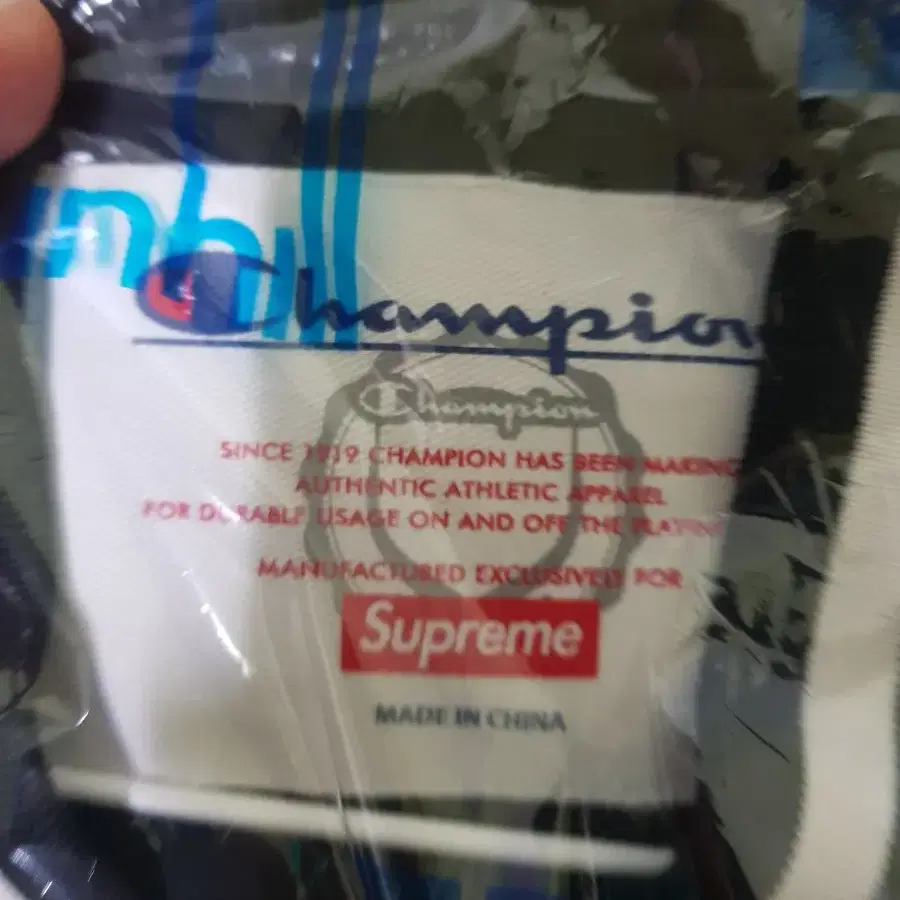 Champion
Champion
SINCE 1919 CHAMPION HAS BEEN MAKING
AUTHENTIC ATHLETIC APPAREL
FOR DURABLE USAGE ON AND OFF THE
MANUFACTURED EXCLUSIVELY FOR
Supreme
MADE IN CHINA